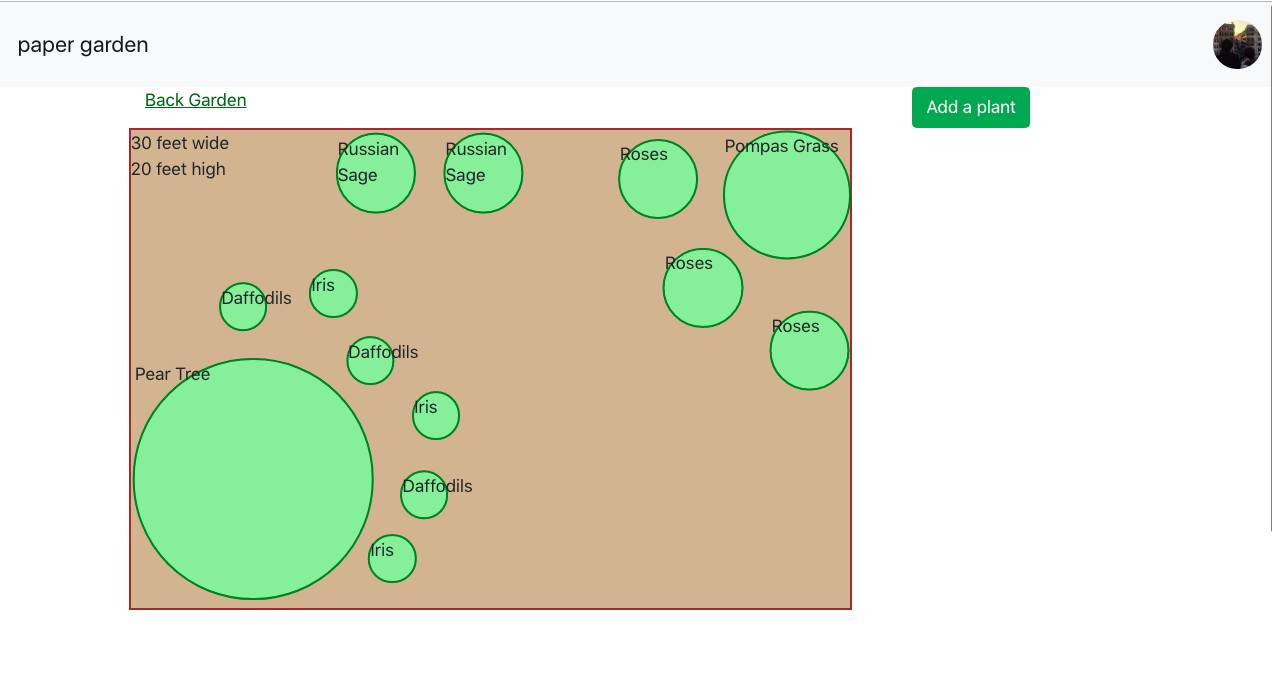 paper garden
Back Garden
Add a plant
30 feet wide
20 feet high
Russian
Sage
Russian
Sage
Roses
Pompas Grass
Roses
Iris
Daffodils
Roses
Daffodils
Pear Tree
Iris
Daffodils
Iris